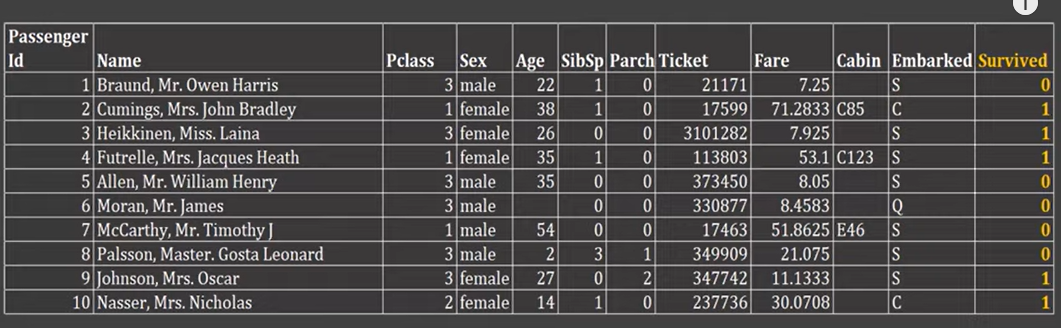 Passenger Id Name Pclass Sex Age SibSp Parch Ticket Fare Cabin Embarked Survived
1 Braund, Mr. Owen Harris 3 male 22 1 0 21171 7.25 S 0
2 Cumings, Mrs. John Bradley 1 female 38 1 0 17599 71.2833 C85 C 1
3 Heikkinen, Miss. Laina 3 female 26 0 0 3101282 7.925 S 1
4 Futrelle, Mrs. Jacques Heath 1 female 35 1 0 113803 53.1 C123 S 1
5 Allen, Mr. William Henry 3 male 35 0 0 373450 8.05 S 0
6 Moran, Mr. James 3 male 0 0 330877 8.4583 Q 0
7 McCarthy, Mr. Timothy J 1 male 54 0 0 17463 51.8625 E46 S 0
8 Palsson, Master. Gosta Leonard 3 male 2 3 1 349909 21.075 S 0
9 Johnson, Mrs. Oscar 3 female 27 0 2 347742 11.1333 S 1
10 Nasser, Mrs. Nicholas 2 female 14 1 0 237736 30.0708 C 1